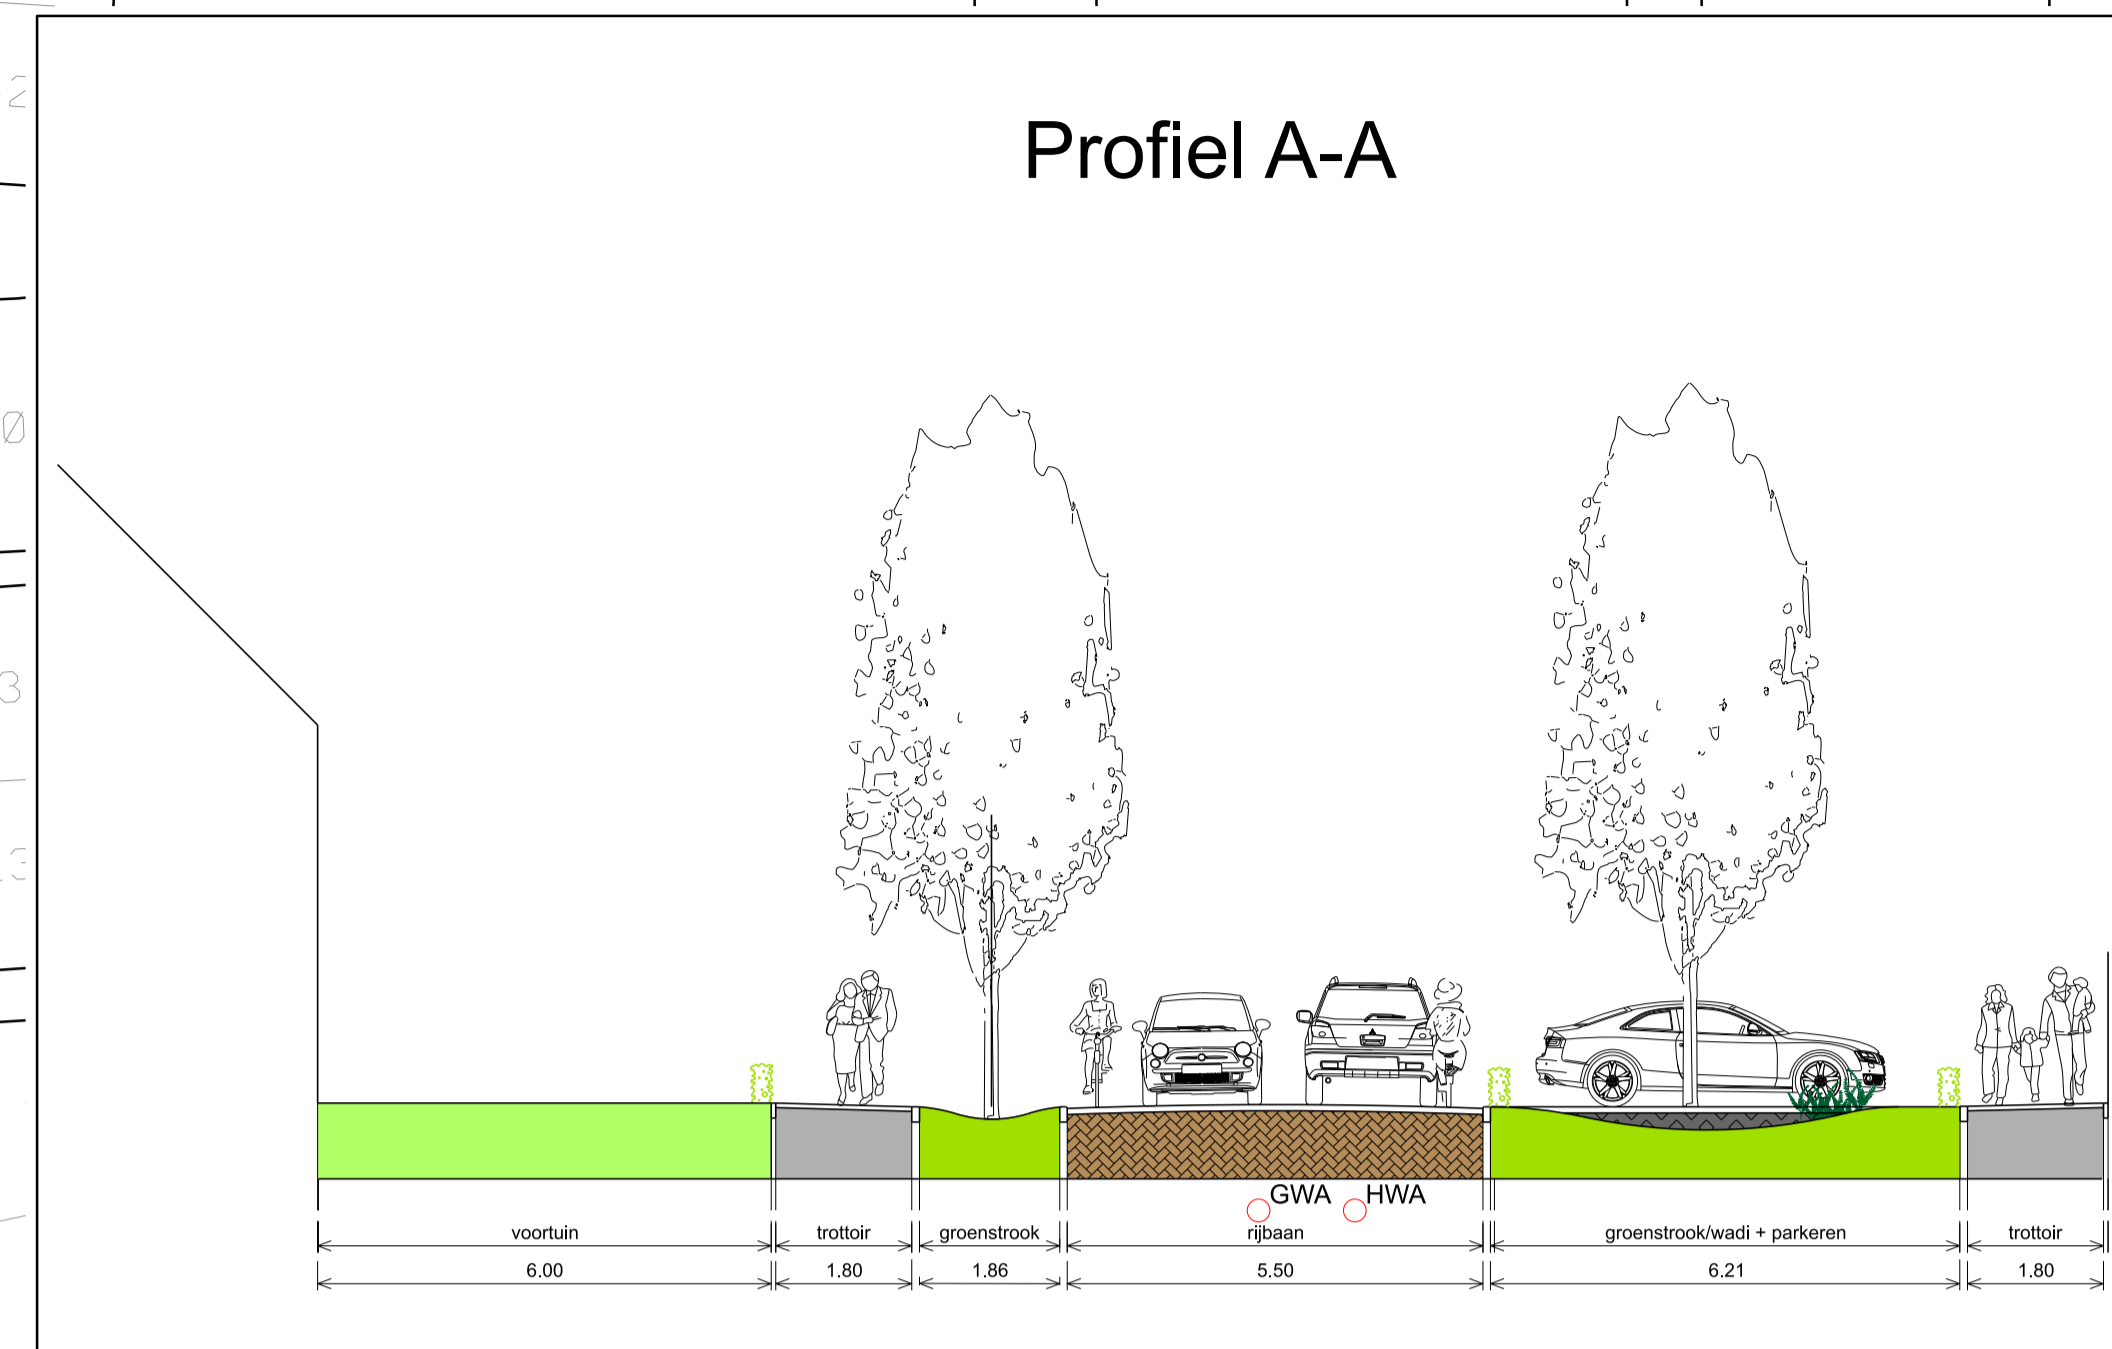 Profiel A-A
GWA HWA
voortuin trottoir groenstrook rijbaan groenstrook/wadi + parkeren trottoir
6.00 1.80 1.86 5.50 6.21 1.80